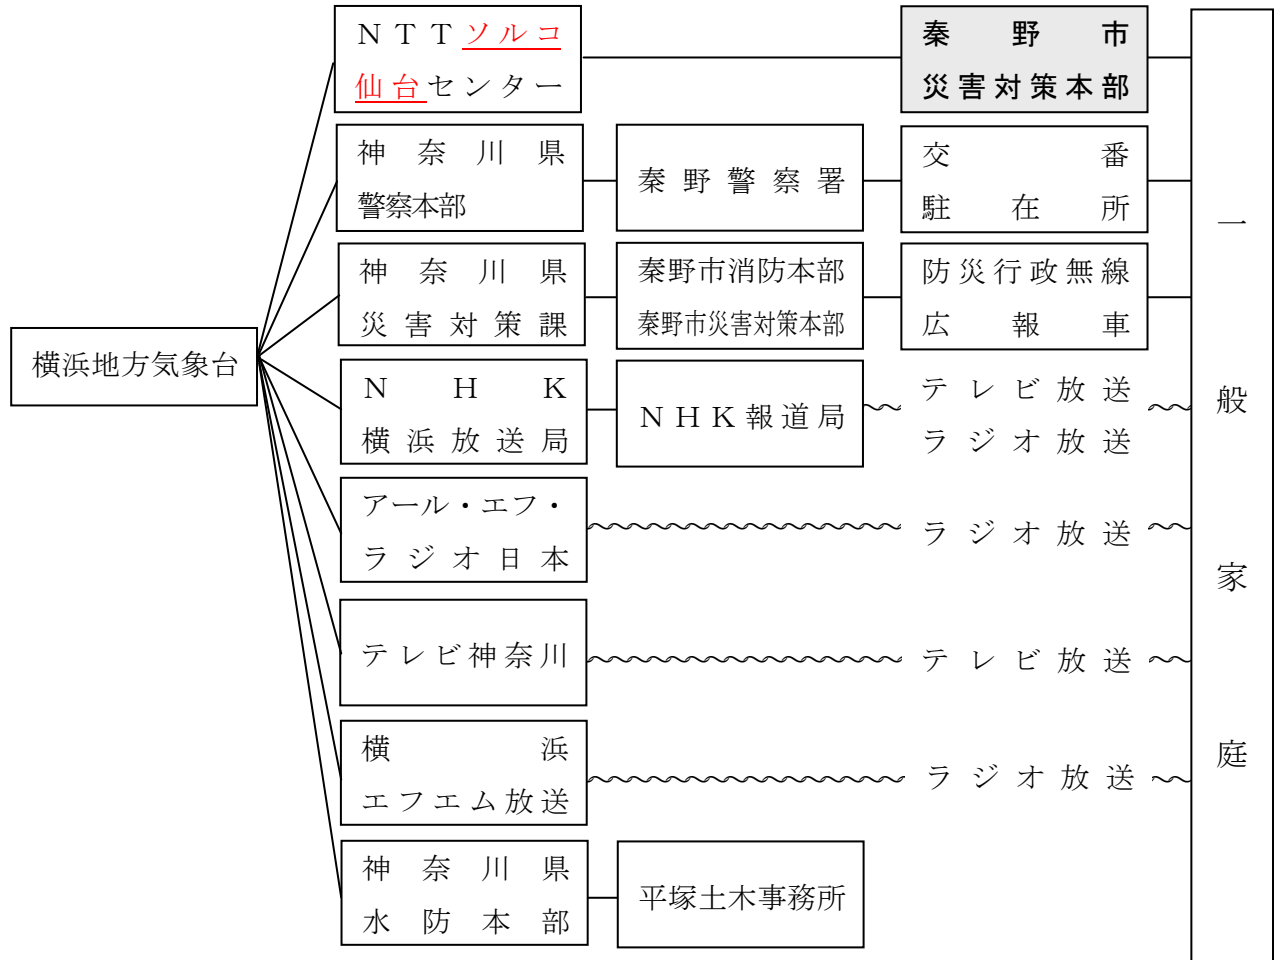 横浜地方気象台
ＮＴＴソルコ
仙台センター
秦野市
災害対策本部
神奈川県
警察本部
秦野警察署
交番
駐在所
神奈川県
災害対策課
秦野市消防本部
秦野市災害対策本部
防災行政無線
広報車
ＮＨＫ
横浜放送局
ＮＨＫ報道局
テレビ放送
ラジオ放送
アール・エフ・
ラジオ日本
ラジオ放送
テレビ神奈川
テレビ放送
横浜
エフエム放送
ラジオ放送
神奈川県
水防本部
平塚土木事務所
一般家庭